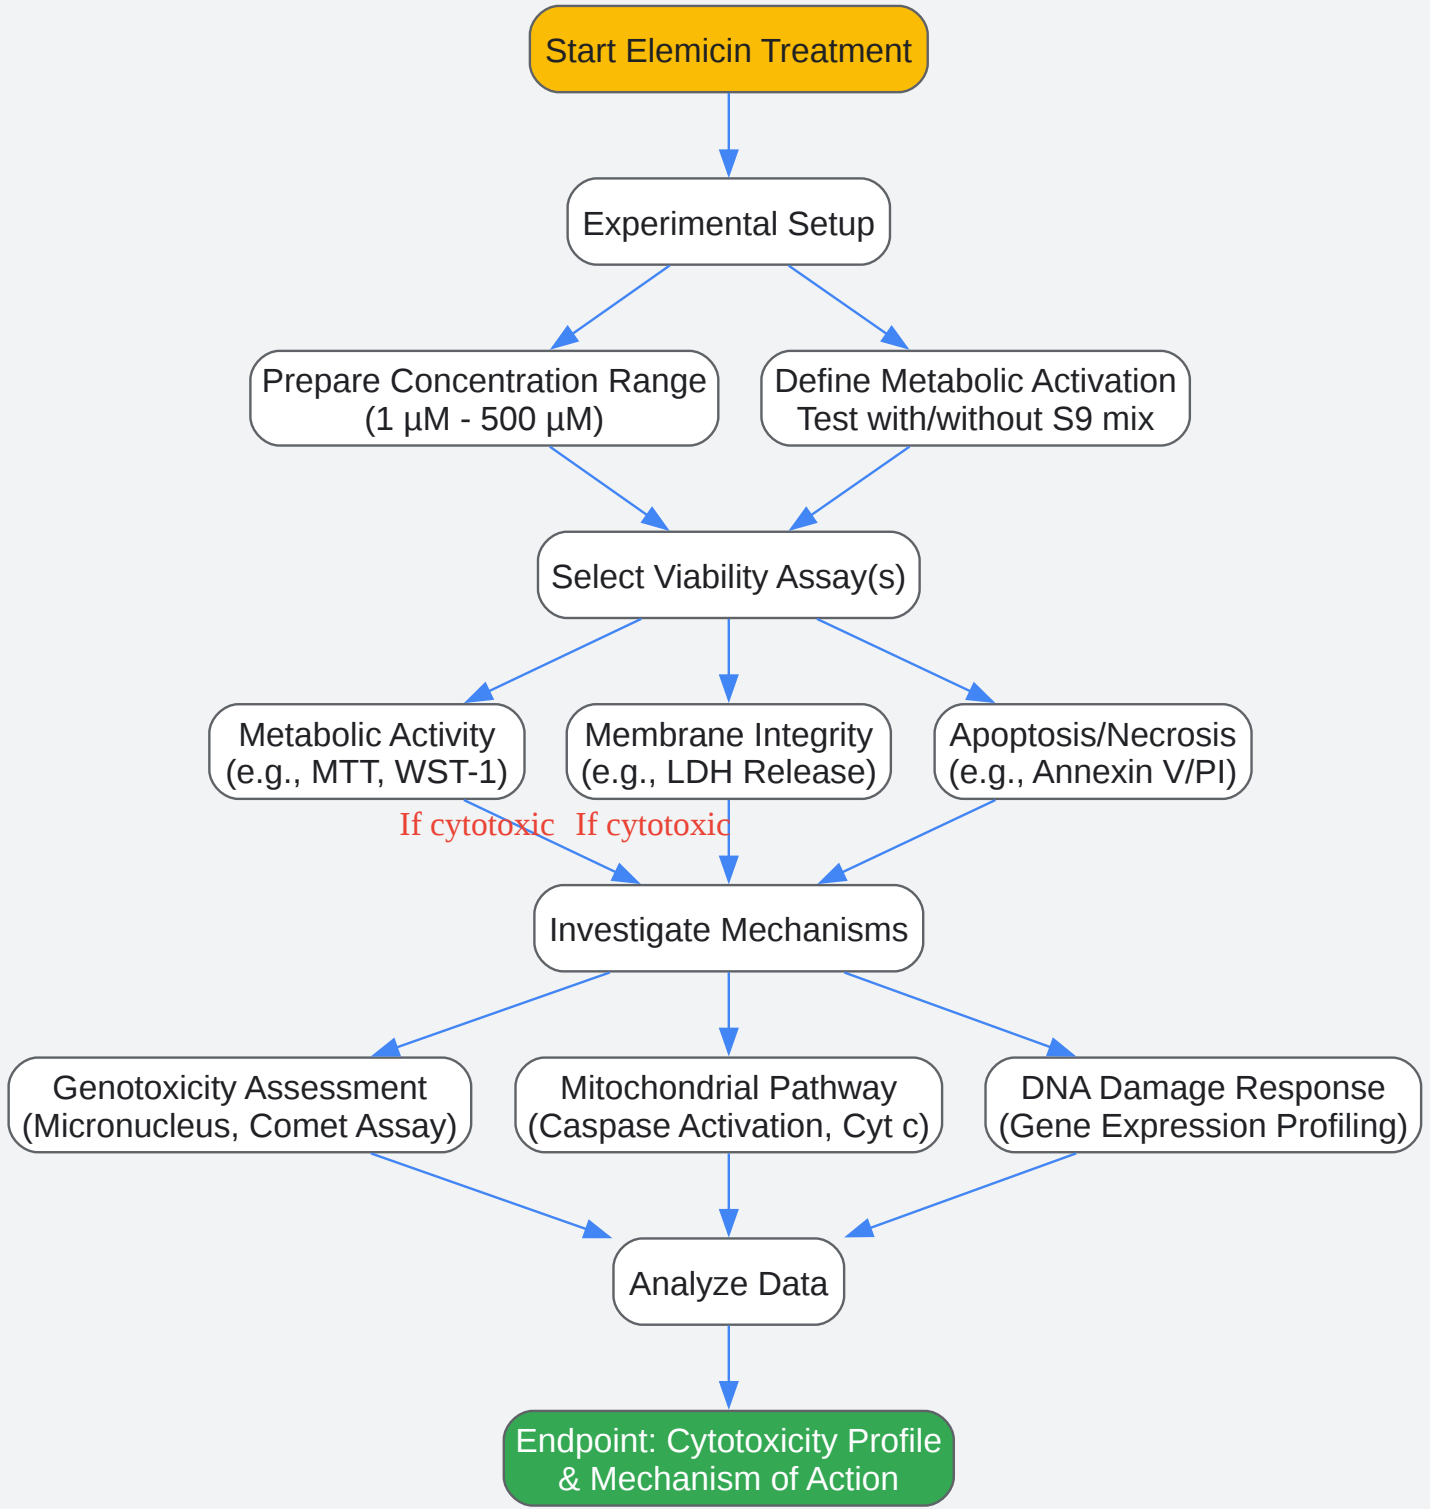 Start Elemicin Treatment
Experimental Setup
Prepare Concentration Range
(1 µM - 500 µM)
Define Metabolic Activation
Test with/without S9 mix
Select Viability Assay(s)
Metabolic Activity
(e.g., MTT, WST-1)
Membrane Integrity
(e.g., LDH Release)
Apoptosis/Necrosis
(e.g., Annexin V/PI)
If cytotoxic
If cytotoxic
Investigate Mechanisms
Genotoxicity Assessment
(Micronucleus, Comet Assay)
Mitochondrial Pathway
(Caspase Activation, Cyt c)
DNA Damage Response
(Gene Expression Profiling)
Analyze Data
Endpoint: Cytotoxicity Profile
& Mechanism of Action